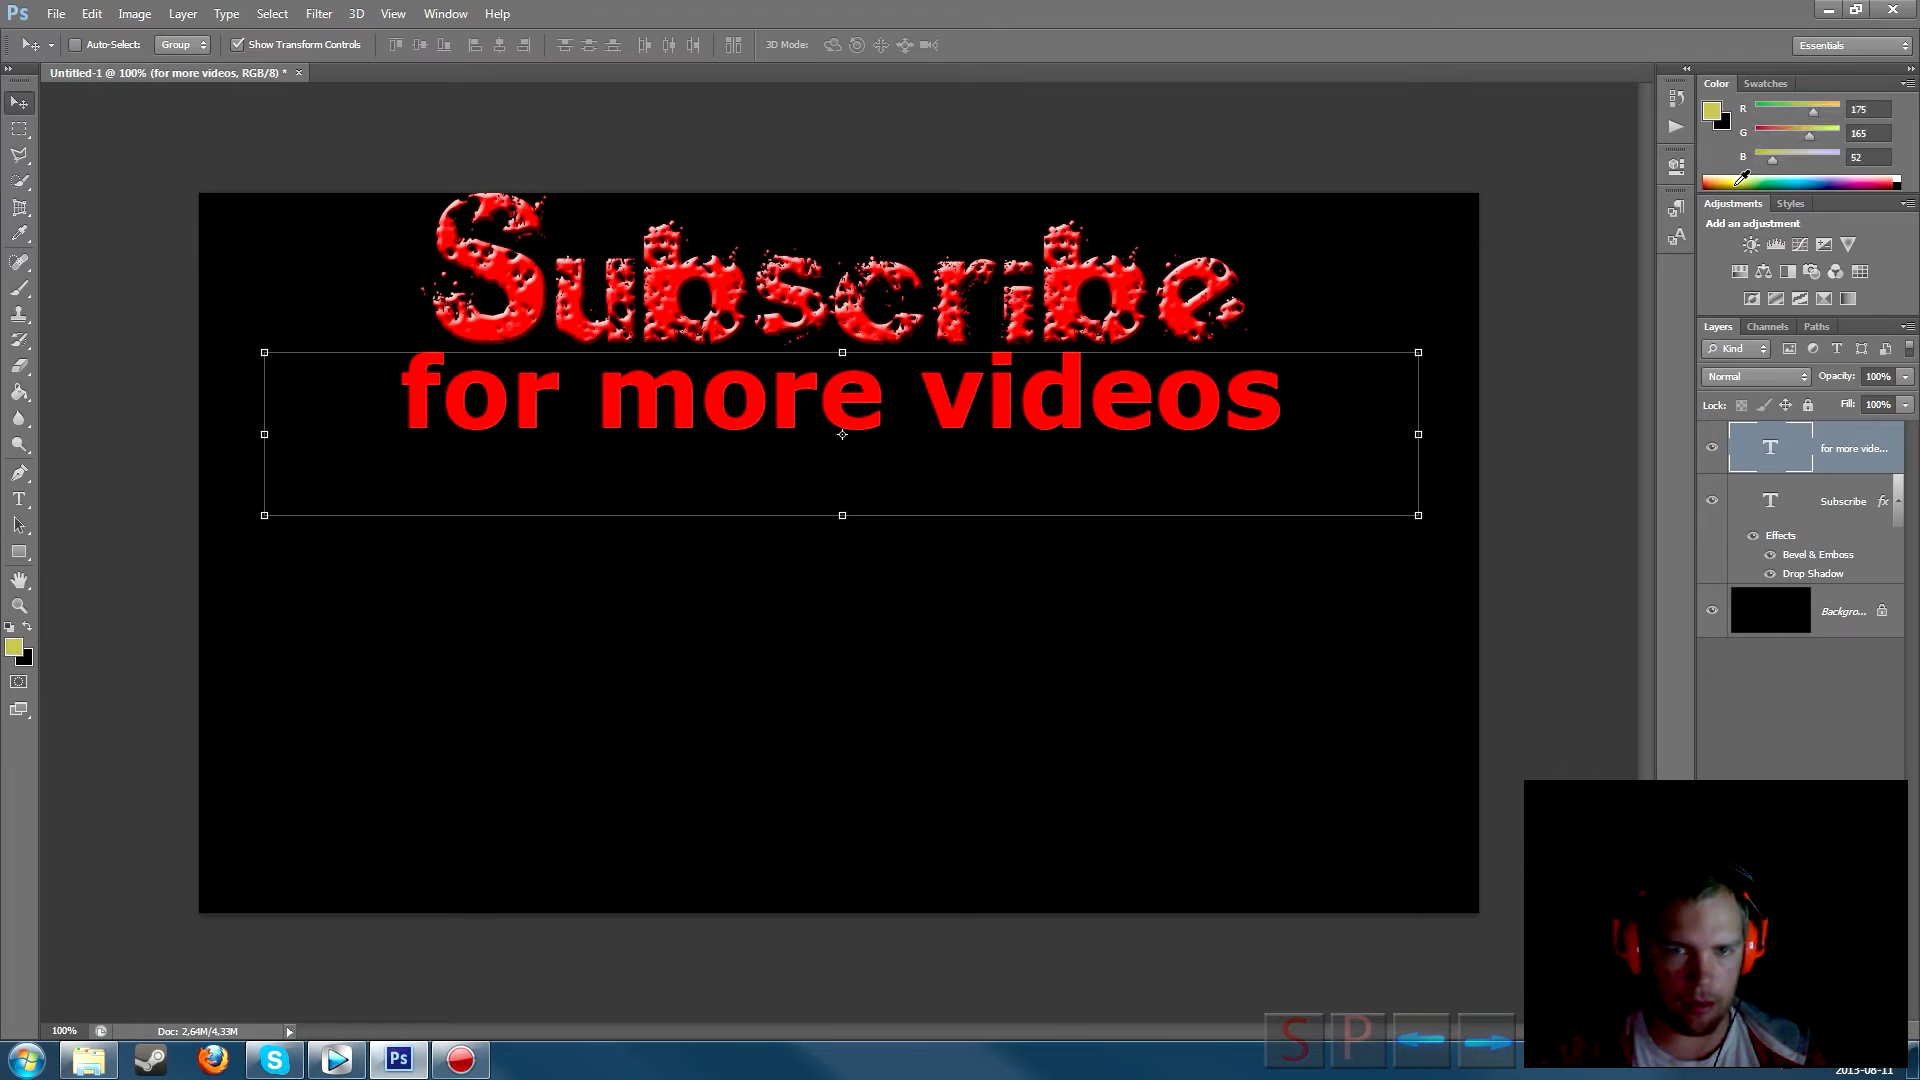 Ps File Edit Image Layer Type Select Filter 3D View Window Help
Auto-Select: Group Show Transform Controls 3D Mode: Essentials
Untitled-1 @ 100% (for more videos, RGB/8) * ×
Color Swatches
R 175
G 165
B 52
Adjustments Styles
Add an adjustment
Layers Channels Paths
Kind
Normal Opacity: 100%
Lock: Fill: 100%
T for more vide...
T Subscribe fx
Effects
Bevel & Emboss
Drop Shadow
Backgro...
Subscribe
for more videos
100% Doc: 2,64M/4,33M
S P
Ps
2013-08-11